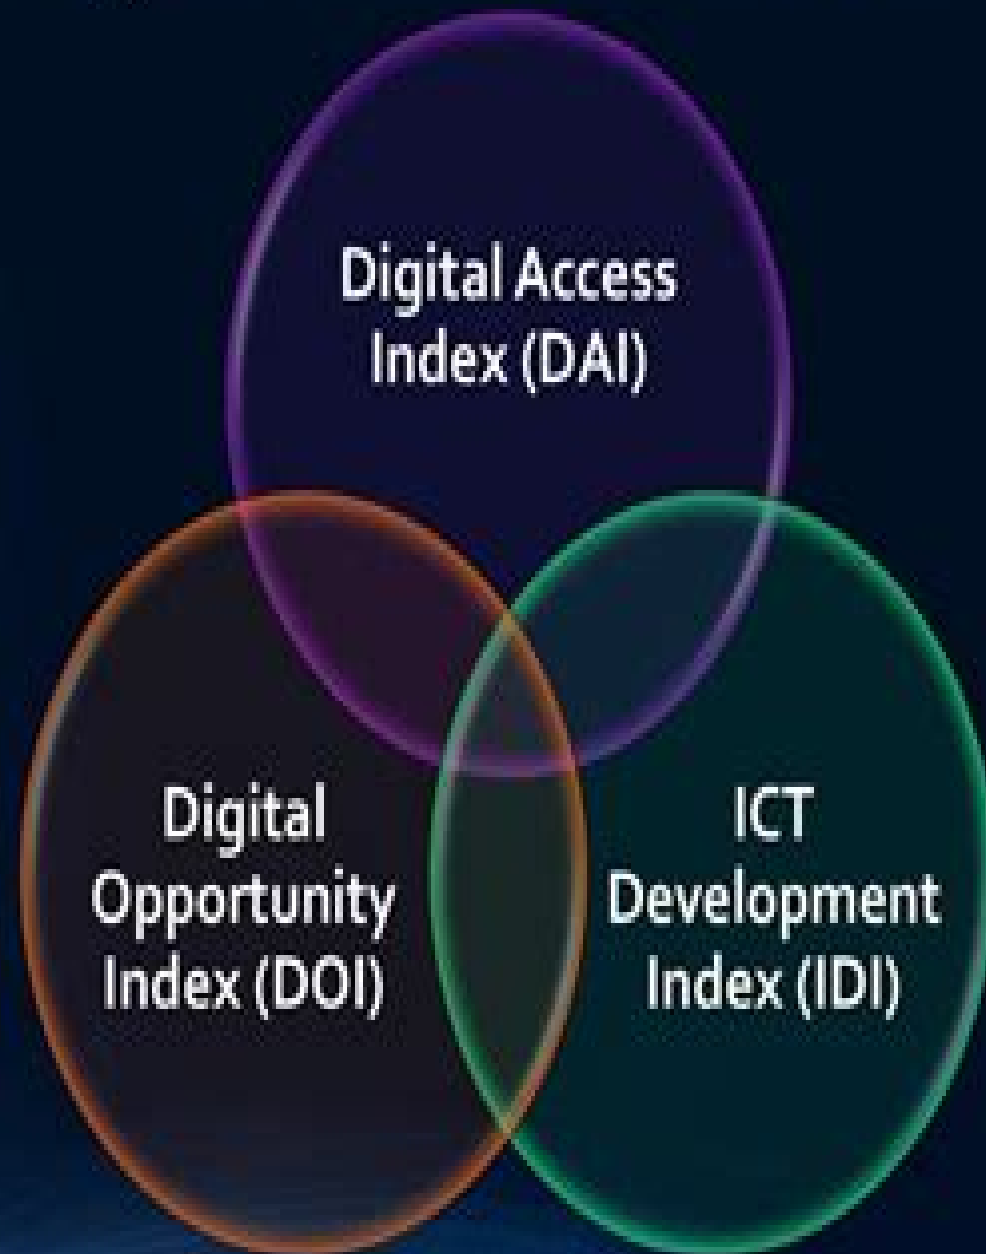 Digital Access
Index (DAI)
Digital
Opportunity
Index (DOI)
ICT
Development
Index (IDI)